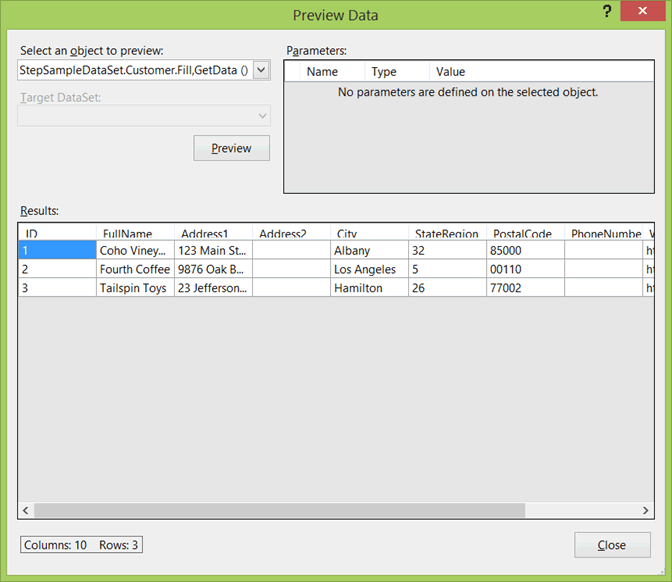 Preview Data
?
Select an object to preview:
StepSampleDataSet.Customer.Fill,GetData ()
Target DataSet:
Preview
Parameters:
Name Type Value
No parameters are defined on the selected object.
Results:
ID FullName Address1 Address2 City StateRegion PostalCode PhoneNumbe
1 Coho Viney... 123 Main St... Albany 32 85000
2 Fourth Coffee 9876 Oak B... Los Angeles 5 00110
3 Tailspin Toys 23 Jefferson... Hamilton 26 77002
Columns: 10 Rows: 3
Close